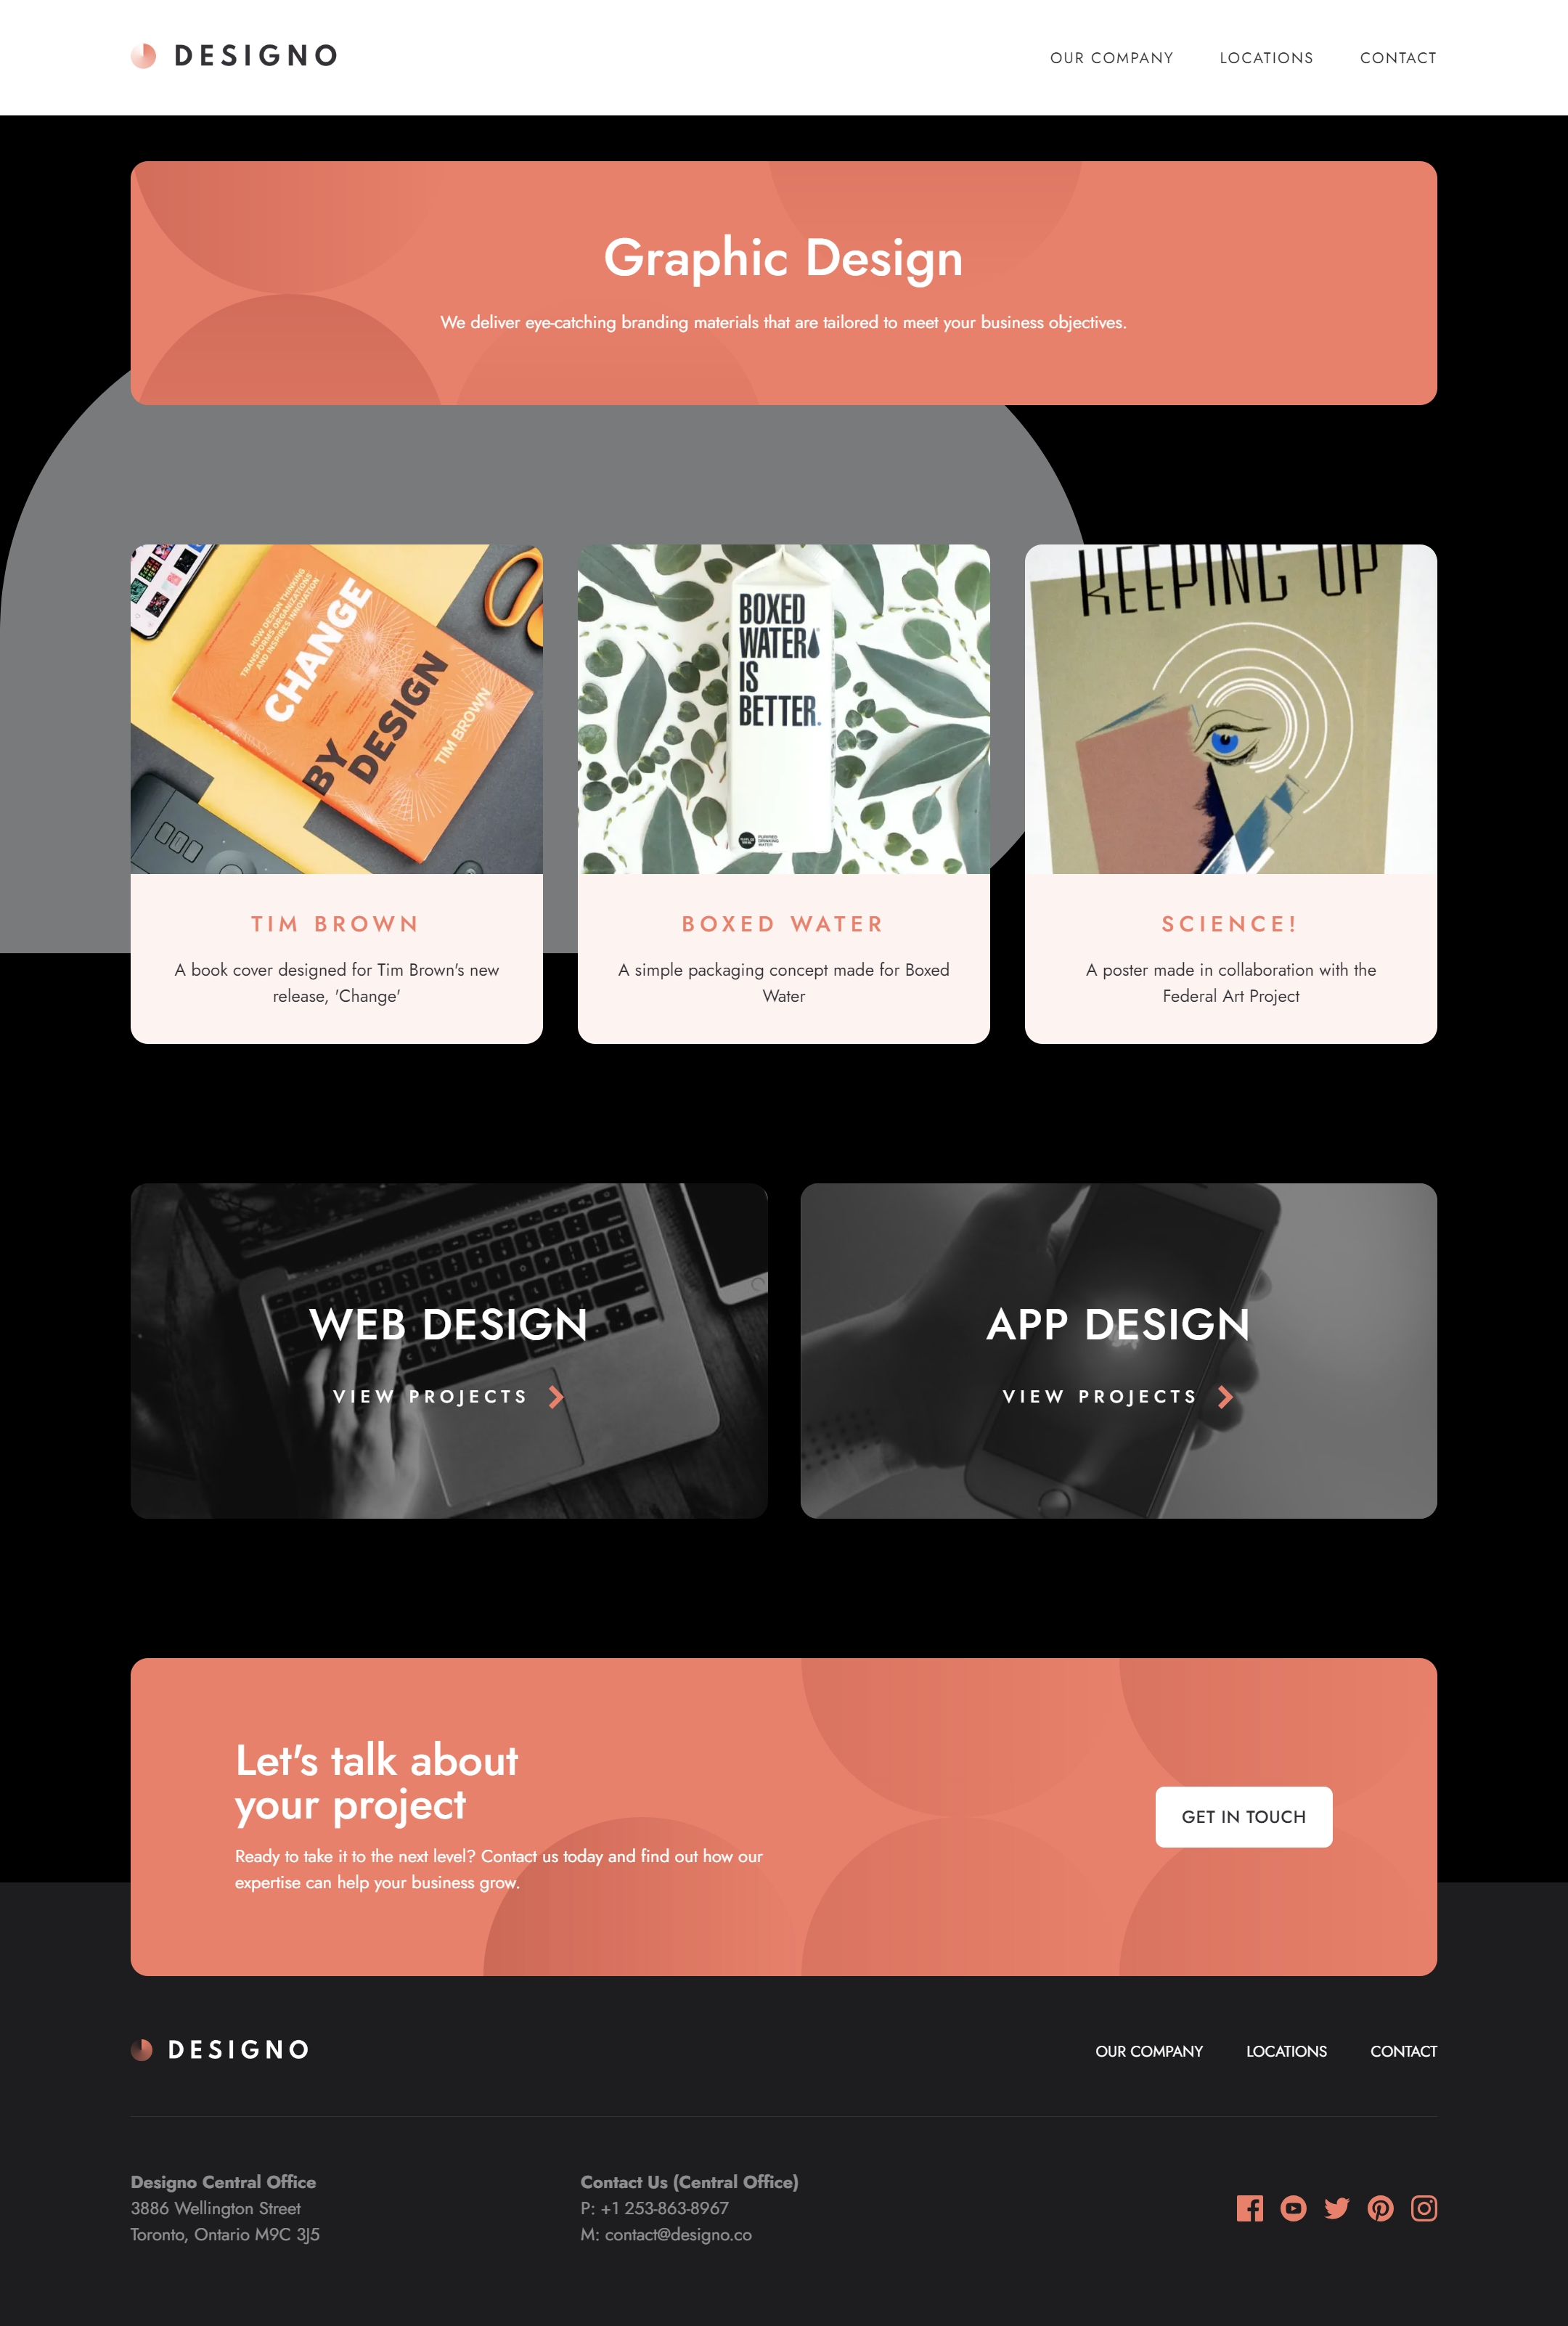 DESIGNO
OUR COMPANY
LOCATIONS
CONTACT
Graphic Design
We deliver eye-catching branding materials that are tailored to meet your business objectives.
HOW DESIGN THINKING
TRANSFORMS ORGANIZATIONS
AND INSPIRES INNOVATION
CHANGE
BY
DESIGN
TIM BROWN
TIM BROWN
A book cover designed for Tim Brown's new
release, 'Change'
BOXED
WATER
IS
BETTER.
PURIFIED
DRINKING
WATER
BOXED WATER
A simple packaging concept made for Boxed
Water
KEEPING UP
SCIENCE!
A poster made in collaboration with the
Federal Art Project
WEB DESIGN
VIEW PROJECTS
APP DESIGN
VIEW PROJECTS
Let's talk about
your project
Ready to take it to the next level? Contact us today and find out how our
expertise can help your business grow.
GET IN TOUCH
DESIGNO
OUR COMPANY
LOCATIONS
CONTACT
Designo Central Office
3886 Wellington Street
Toronto, Ontario M9C 3J5
Contact Us (Central Office)
P: +1 253-863-8967
M: contact@designo.co